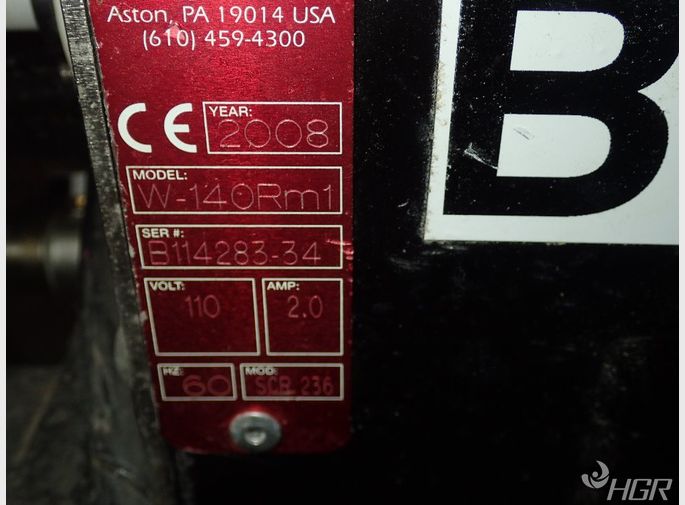 Aston, PA 19014 USA
(610) 459-4300
CE
YEAR:
2008
MODEL:
W-140Rm1
SER #:
B114283-34
VOLT:
110
AMP:
2.0
HZ:
60
MOD:
SCR 236
B
HGR